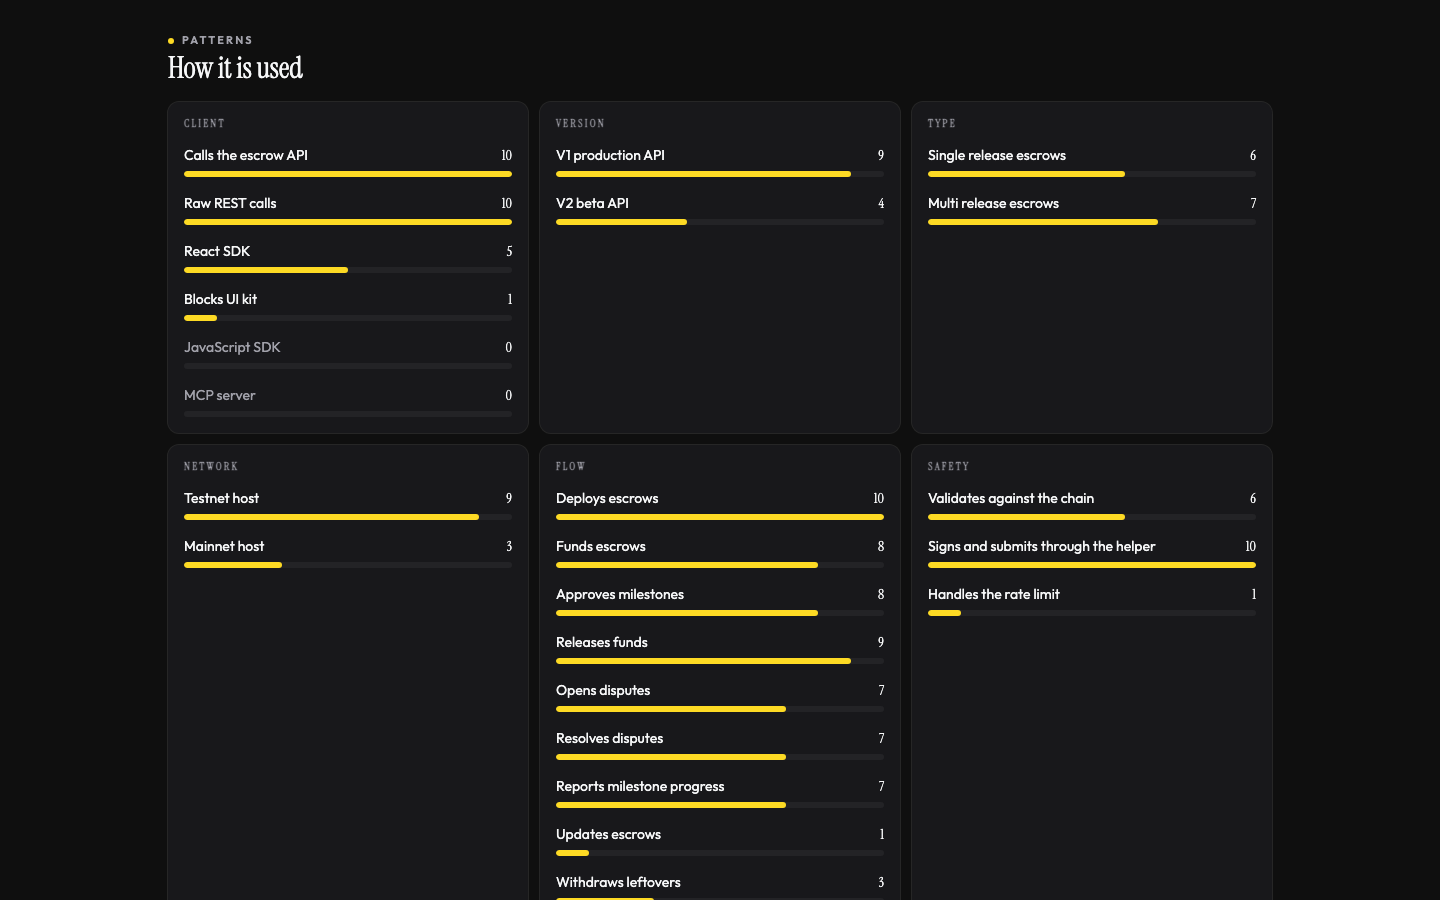 PATTERNS
How it is used
CLIENT
Calls the escrow API 10
Raw REST calls 10
React SDK 5
Blocks UI kit 1
JavaScript SDK 0
MCP server 0
VERSION
V1 production API 9
V2 beta API 4
TYPE
Single release escrows 6
Multi release escrows 7
NETWORK
Testnet host 9
Mainnet host 3
FLOW
Deploys escrows 10
Funds escrows 8
Approves milestones 8
Releases funds 9
Opens disputes 7
Resolves disputes 7
Reports milestone progress 7
Updates escrows 1
Withdraws leftovers 3
SAFETY
Validates against the chain 6
Signs and submits through the helper 10
Handles the rate limit 1